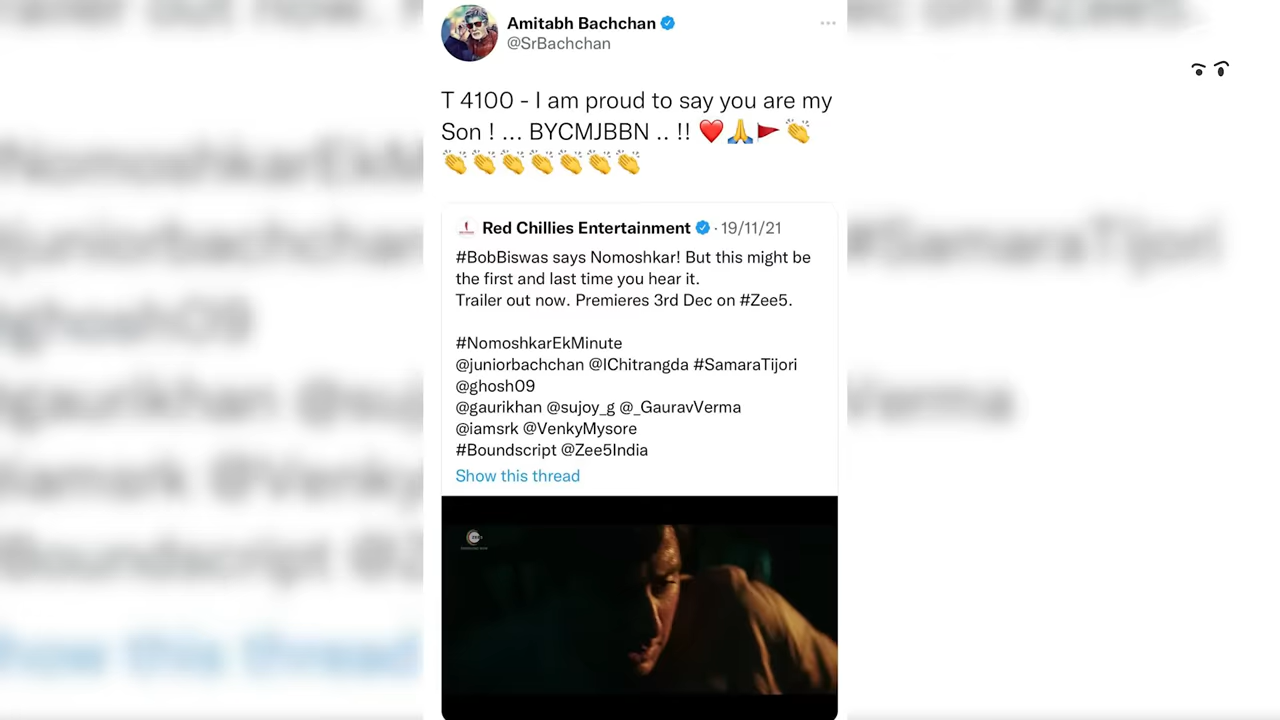 Amitabh Bachchan
@SrBachchan
T 4100 - I am proud to say you are my
Son ! ... BYCMJBBN .. !! ❤️🙏🚩👏
👏👏👏👏👏👏👏
Red Chillies Entertainment · 19/11/21
#BobBiswas says Nomoshkar! But this might be
the first and last time you hear it.
Trailer out now. Premieres 3rd Dec on #Zee5.
#NomoshkarEkMinute
@juniorbachchan @IChitrangda #SamaraTijori
@ghosh09
@gaurikhan @sujoy_g @_GauravVerma
@iamsrk @VenkyMysore
#Boundscript @Zee5India
Show this thread